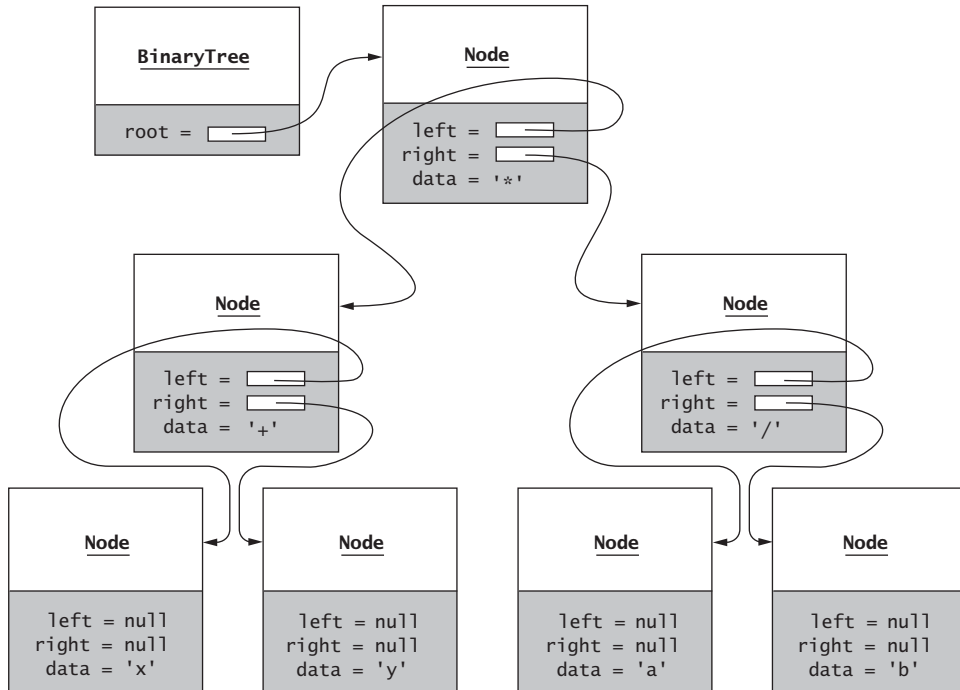 BinaryTree
root =
Node
left =
right =
data = '*'
Node
left =
right =
data = '+'
Node
left =
right =
data = '/'
Node
left = null
right = null
data = 'x'
Node
left = null
right = null
data = 'y'
Node
left = null
right = null
data = 'a'
Node
left = null
right = null
data = 'b'